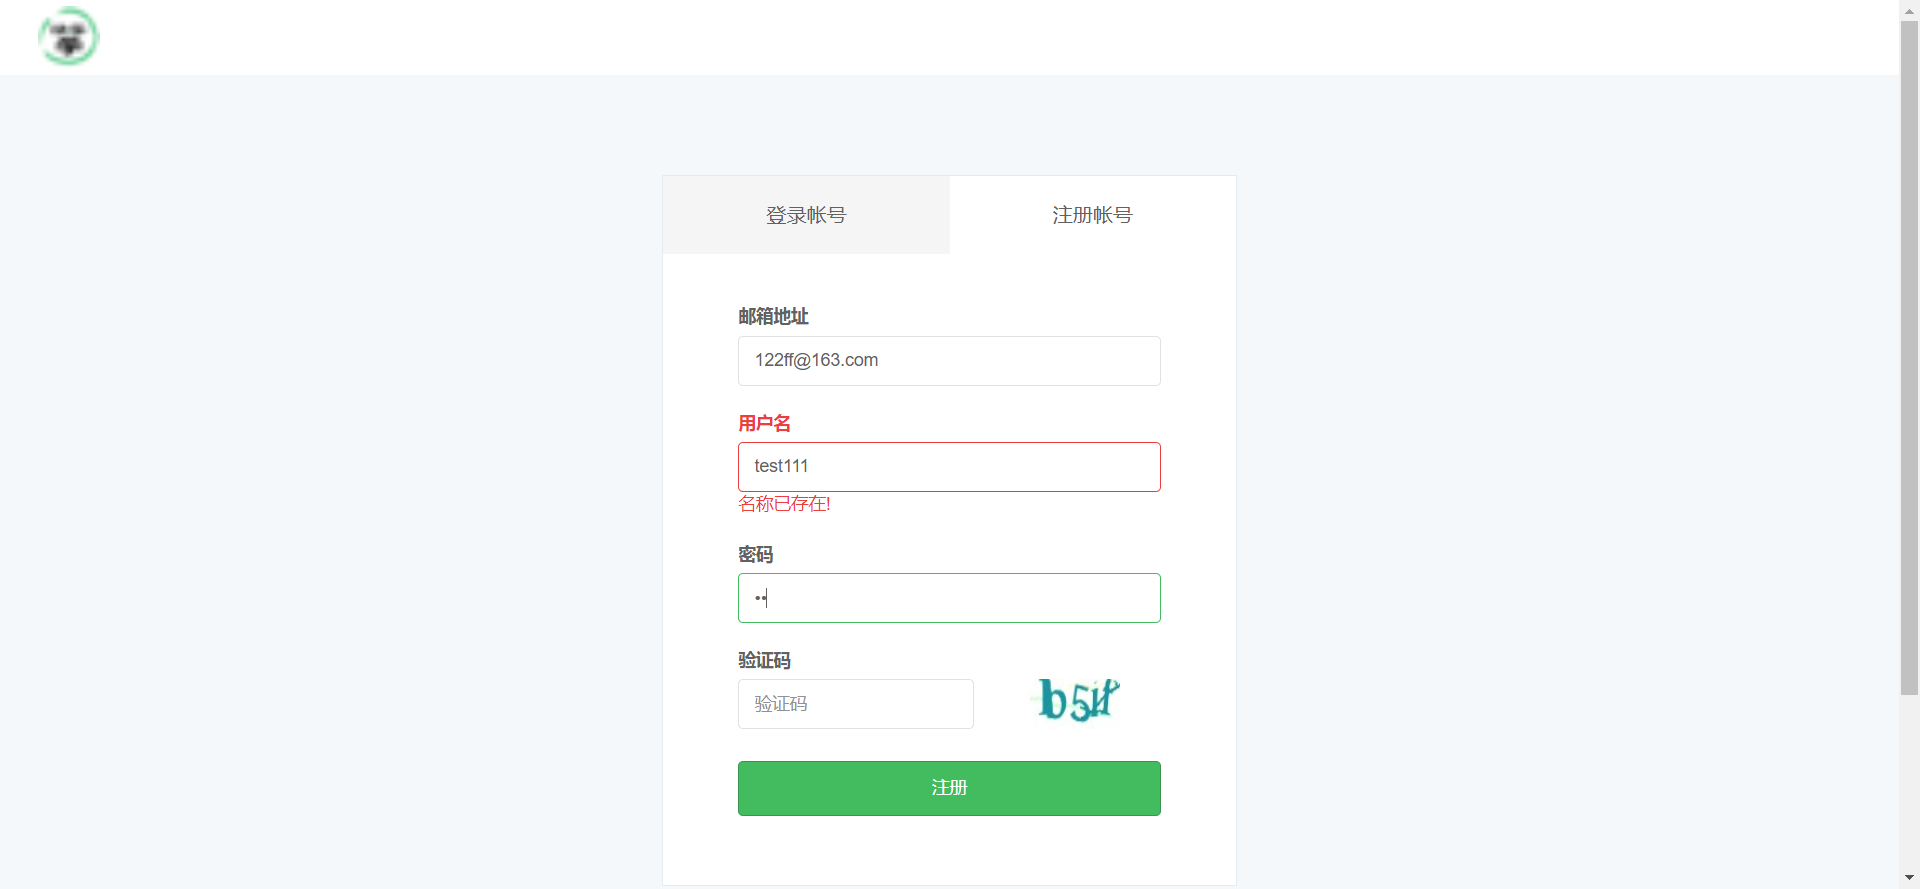 登录帐号 注册帐号
邮箱地址
122ff@163.com
用户名
test111
名称已存在!
密码
••
验证码
验证码
注册